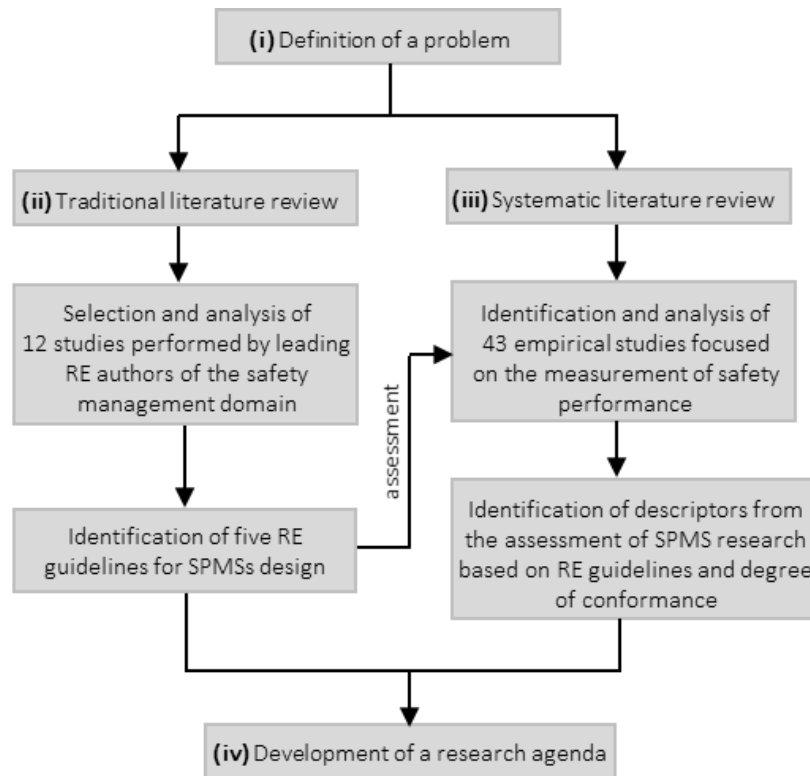 (i) Definition of a problem
(ii) Traditional literature review
(iii) Systematic literature review
Selection and analysis of
12 studies performed by leading
RE authors of the safety
management domain
assessment
Identification and analysis of
43 empirical studies focused
on the measurement of safety
performance
Identification of five RE
guidelines for SPMSs design
Identification of descriptors from
the assessment of SPMS research
based on RE guidelines and degree
of conformance
(iv) Development of a research agenda